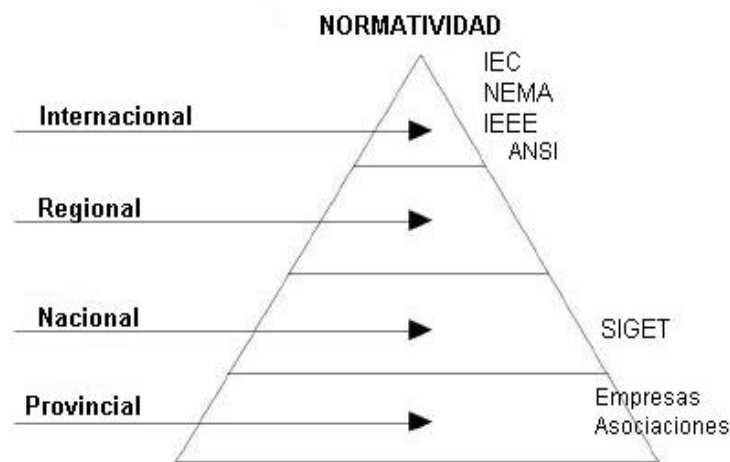 NORMATIVIDAD
IEC
NEMA
Internacional
IEEE
ANSI
Regional
Nacional
SIGET
Provincial
Empresas
Asociaciones